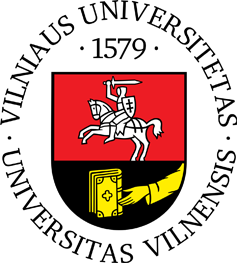 · VILNIAUS UNIVERSITETAS ·
· 1579 ·
UNIVERSITAS VILNENSIS